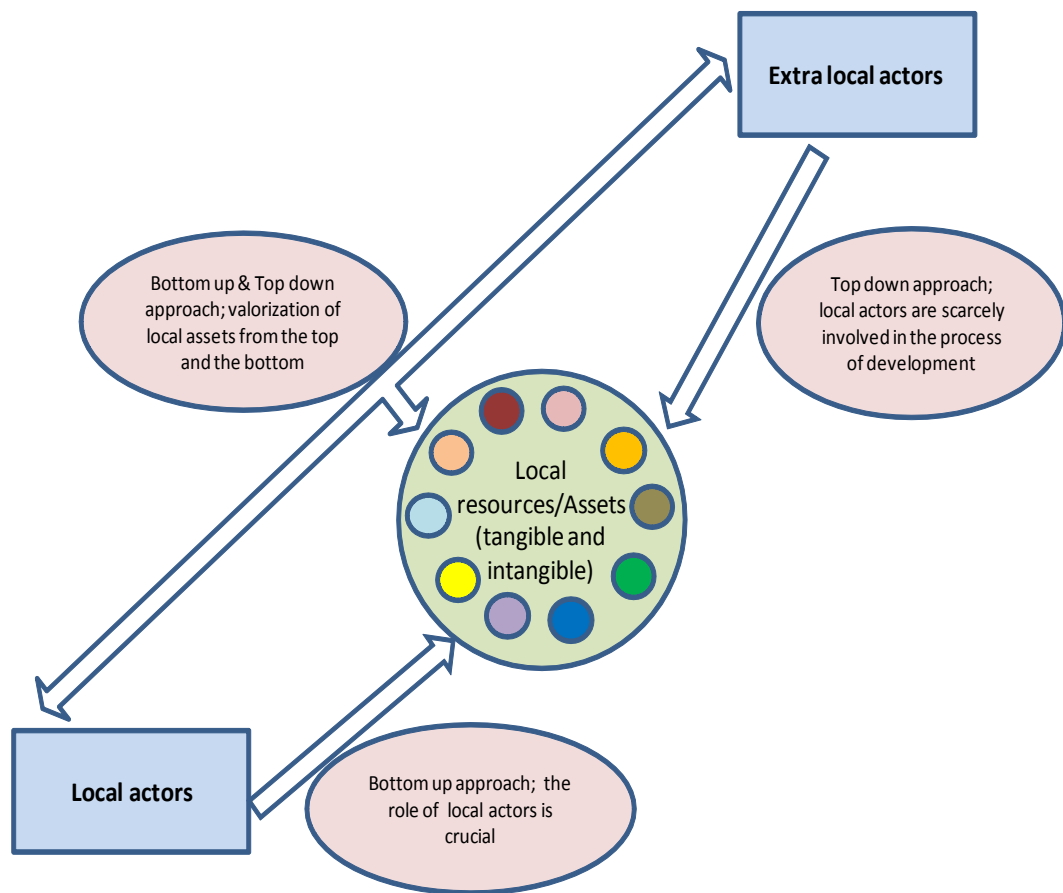 Extra local actors
Bottom up & Top down
approach; valorization of
local assets from the top
and the bottom
Top down approach;
local actors are scarcely
involved in the process
of development
Local
resources/Assets
(tangible and
intangible)
Local actors
Bottom up approach; the
role of local actors is
crucial